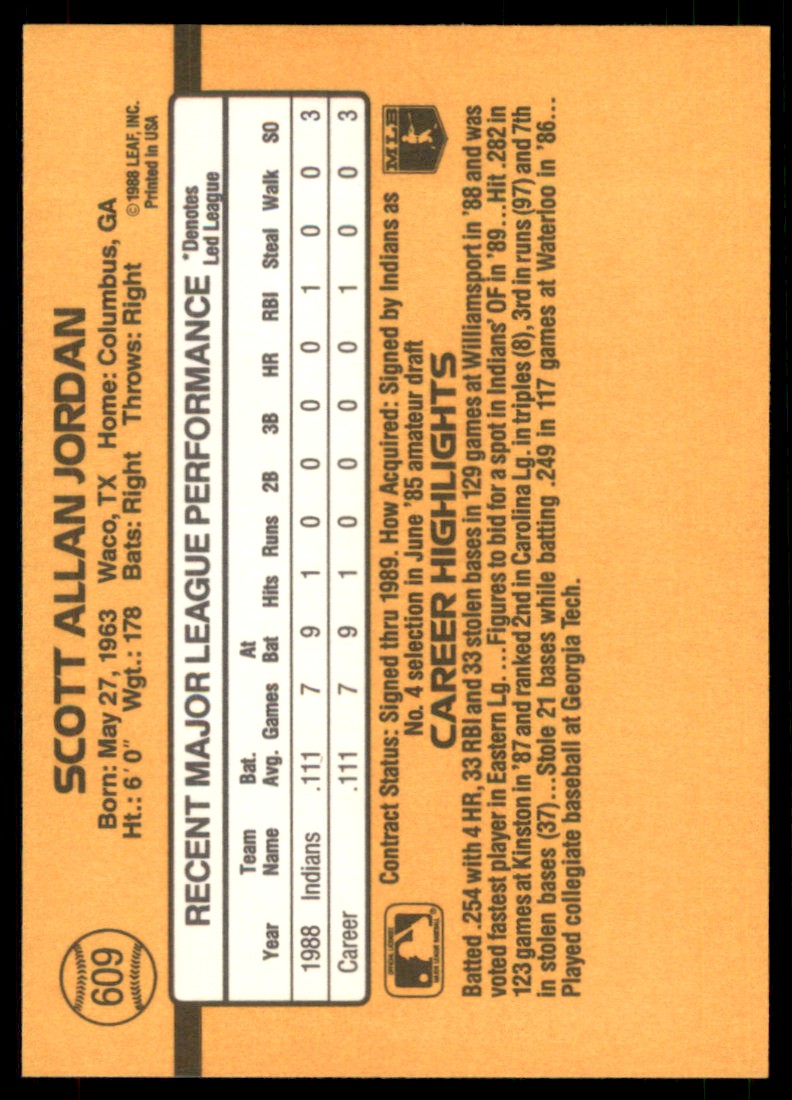 609
SCOTT ALLAN JORDAN
Born: May 27, 1963 Waco, TX Home: Columbus, GA
Ht.: 6'0" Wgt.: 178 Bats: Right Throws: Right
©1988 LEAF, INC.
Printed in USA
RECENT MAJOR LEAGUE PERFORMANCE
*Denotes
Led League
Year Team Name Bat. Avg. Games At Bat Hits Runs 2B 3B HR RBI Steal Walk SO
1988 Indians .111 7 9 1 0 0 0 0 1 0 0 3
Career .111 7 9 1 0 0 0 0 1 0 0 3
Contract Status: Signed thru 1989. How Acquired: Signed by Indians as
No. 4 selection in June '85 amateur draft
MLB
CAREER HIGHLIGHTS
Batted .254 with 4 HR, 33 RBI and 33 stolen bases in 129 games at Williamsport in '88 and was
voted fastest player in Eastern Lg. ...Figures to bid for a spot in Indians' OF in '89...Hit .282 in
123 games at Kinston in '87 and ranked 2nd in Carolina Lg. in triples (8), 3rd in runs (97) and 7th
in stolen bases (37)...Stole 21 bases while batting .249 in 117 games at Waterloo in '86...
Played collegiate baseball at Georgia Tech.
OFFICIAL LICENSEE
MAJOR LEAGUE BASEBALL